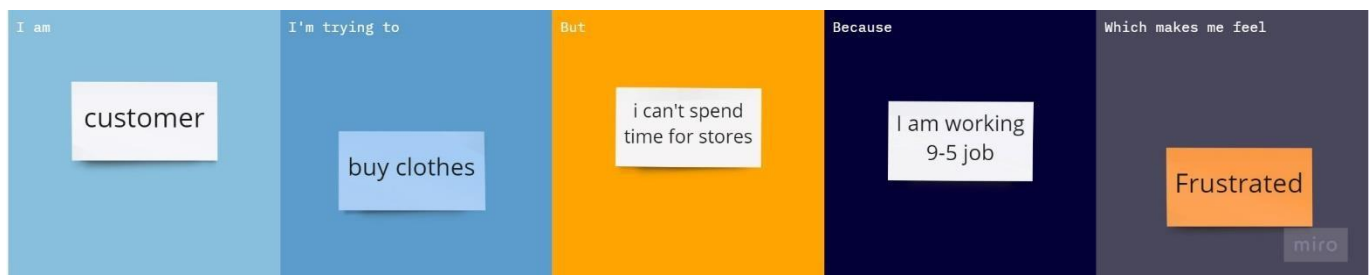 I am
customer
I'm trying to
buy clothes
But
i can't spend
time for stores
Because
I am working
9-5 job
Which makes me feel
Frustrated
miro